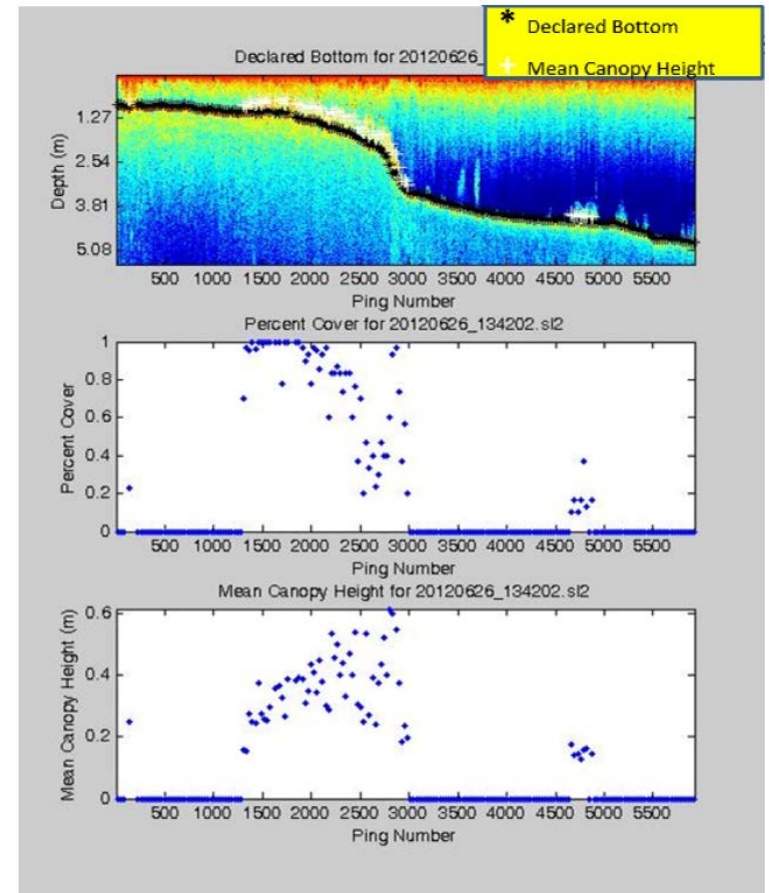 * Declared Bottom
+ Mean Canopy Height
Declared Bottom for 20120626_
Depth (m)
1.27
2.54
3.81
5.08
500 1000 1500 2000 2500 3000 3500 4000 4500 5000 5500
Ping Number
Percent Cover for 20120626_134202.sl2
Percent Cover
1
0.8
0.6
0.4
0.2
0
500 1000 1500 2000 2500 3000 3500 4000 4500 5000 5500
Ping Number
Mean Canopy Height for 20120626_134202.sl2
Mean Canopy Height (m)
0.6
0.4
0.2
0
500 1000 1500 2000 2500 3000 3500 4000 4500 5000 5500
Ping Number